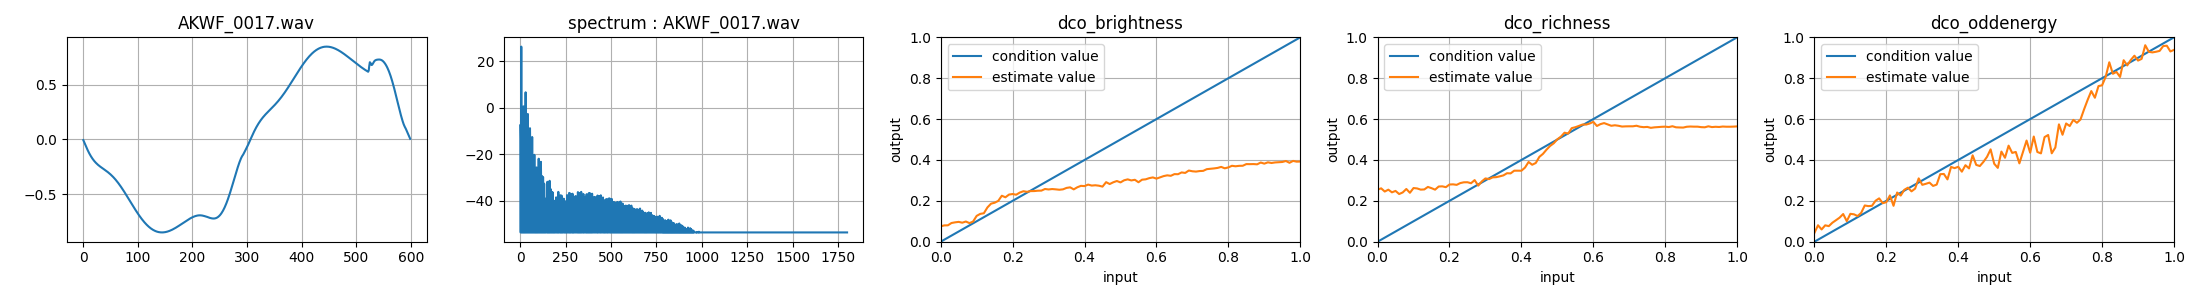 AKWF_0017.wav
0.5
0.0
−0.5
0 100 200 300 400 500 600
spectrum : AKWF_0017.wav
20
0
−20
−40
0 250 500 750 1000 1250 1500 1750
dco_brightness
condition value
estimate value
output
1.0
0.8
0.6
0.4
0.2
0.0
0.0 0.2 0.4 0.6 0.8 1.0
input
dco_richness
condition value
estimate value
output
1.0
0.8
0.6
0.4
0.2
0.0
0.0 0.2 0.4 0.6 0.8 1.0
input
dco_oddenergy
condition value
estimate value
output
1.0
0.8
0.6
0.4
0.2
0.0
0.0 0.2 0.4 0.6 0.8 1.0
input